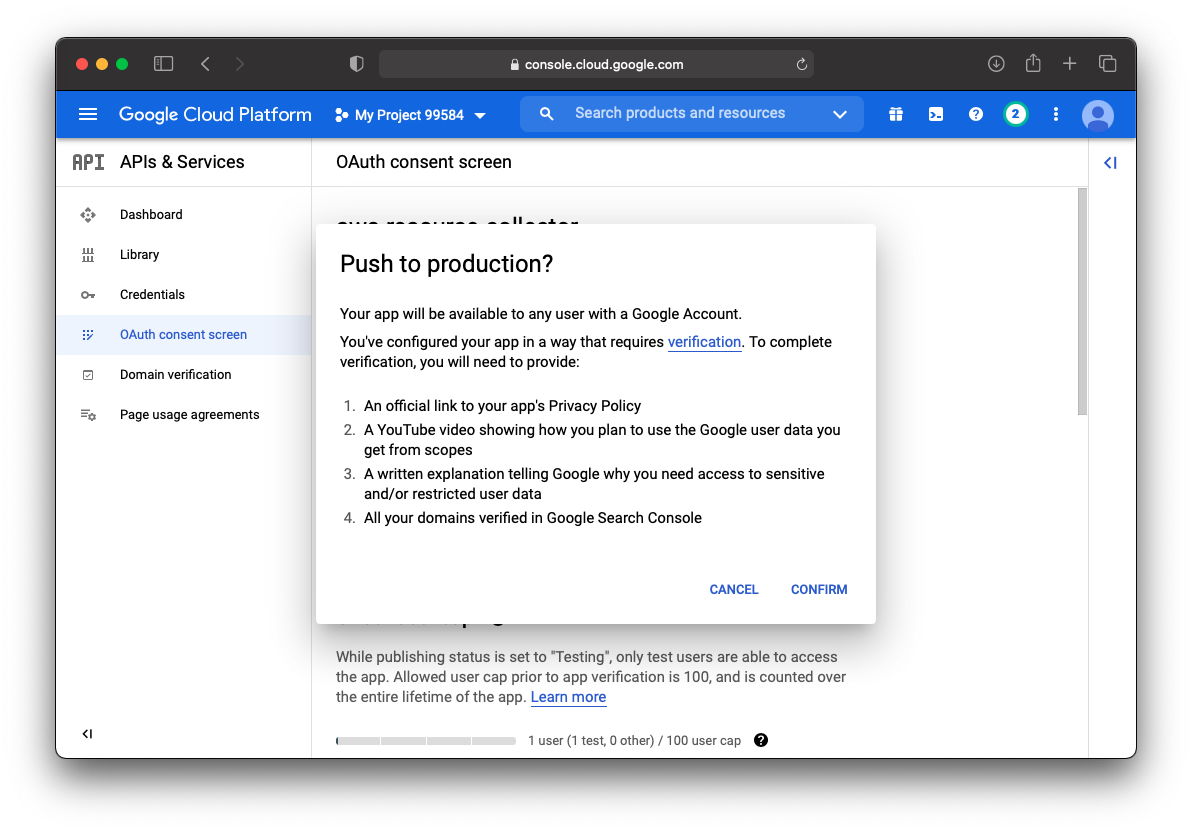 console.cloud.google.com
Google Cloud Platform
My Project 99584
Search products and resources
2
API
APIs & Services
OAuth consent screen
Dashboard
Library
Credentials
OAuth consent screen
Domain verification
Page usage agreements
Push to production?
Your app will be available to any user with a Google Account.
You've configured your app in a way that requires verification. To complete
verification, you will need to provide:
1. An official link to your app's Privacy Policy
2. A YouTube video showing how you plan to use the Google user data you
get from scopes
3. A written explanation telling Google why you need access to sensitive
and/or restricted user data
4. All your domains verified in Google Search Console
CANCEL
CONFIRM
While publishing status is set to "Testing", only test users are able to access
the app. Allowed user cap prior to app verification is 100, and is counted over
the entire lifetime of the app. Learn more
1 user (1 test, 0 other) / 100 user cap